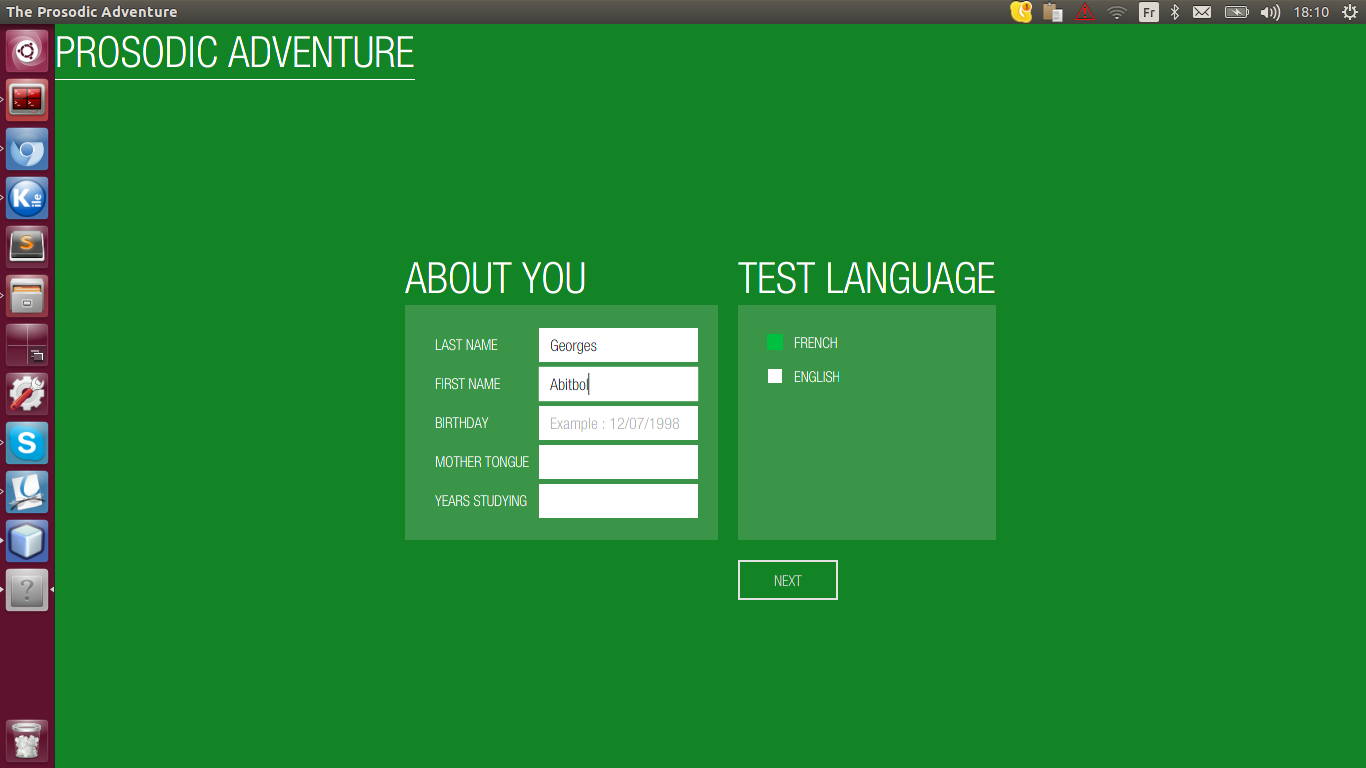 The Prosodic Adventure
Fr
18:10
PROSODIC ADVENTURE
ABOUT YOU
LAST NAME Georges
FIRST NAME Abitbol
BIRTHDAY Example : 12/07/1998
MOTHER TONGUE
YEARS STUDYING
TEST LANGUAGE
FRENCH
ENGLISH
NEXT